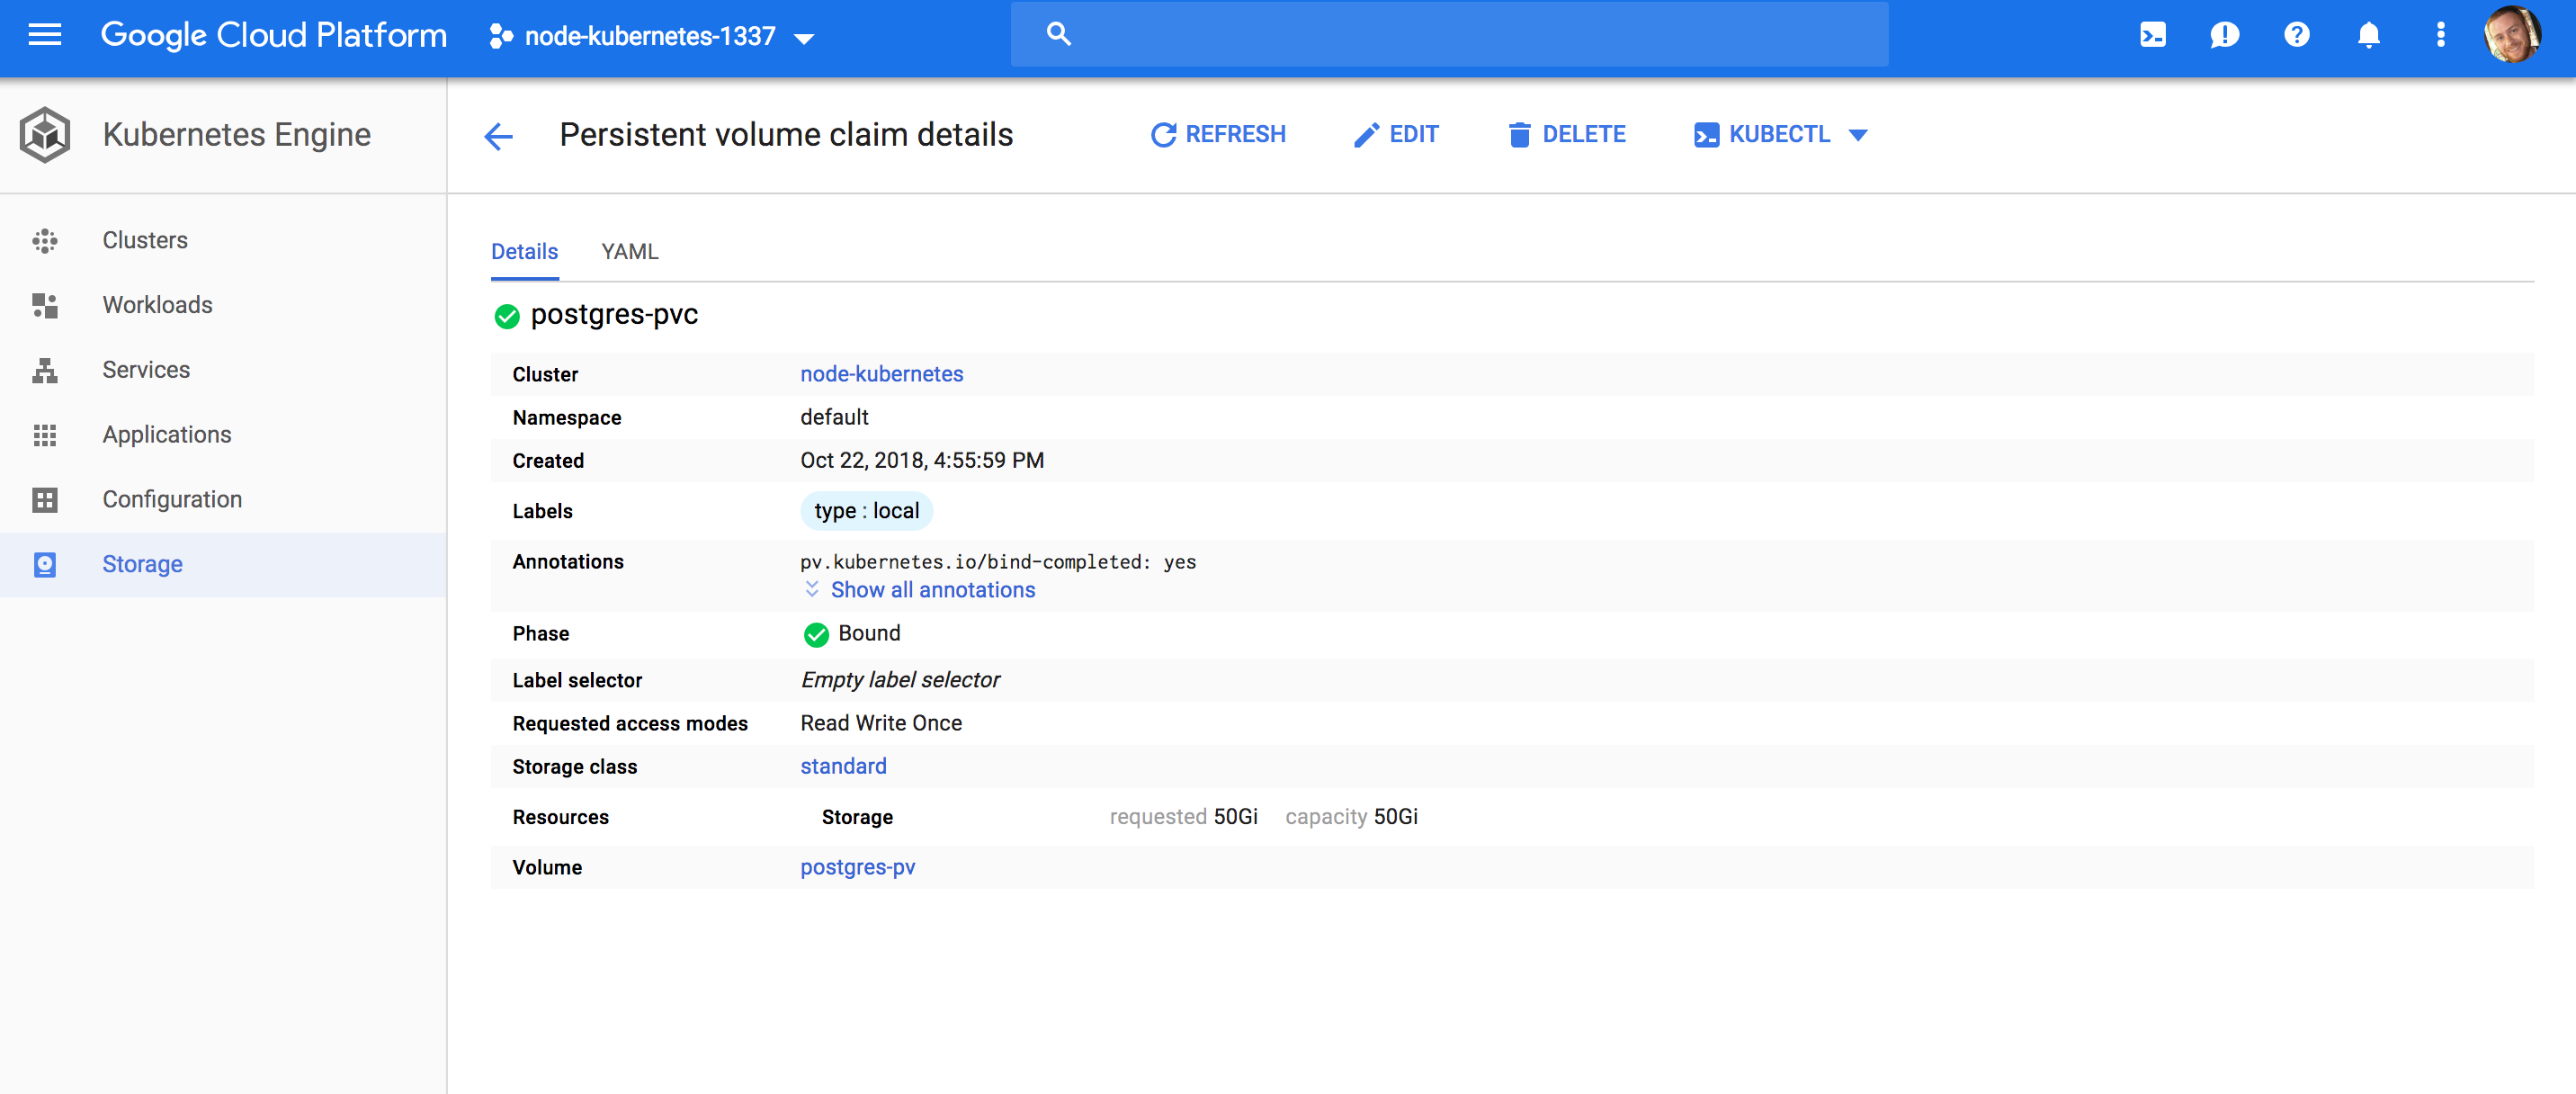 Google Cloud Platform node-kubernetes-1337
Kubernetes Engine
Persistent volume claim details REFRESH EDIT DELETE KUBECTL
Clusters
Workloads
Services
Applications
Configuration
Storage
Details YAML
postgres-pvc
Cluster node-kubernetes
Namespace default
Created Oct 22, 2018, 4:55:59 PM
Labels type : local
Annotations pv.kubernetes.io/bind-completed: yes
Show all annotations
Phase Bound
Label selector Empty label selector
Requested access modes Read Write Once
Storage class standard
Resources Storage requested 50Gi capacity 50Gi
Volume postgres-pv